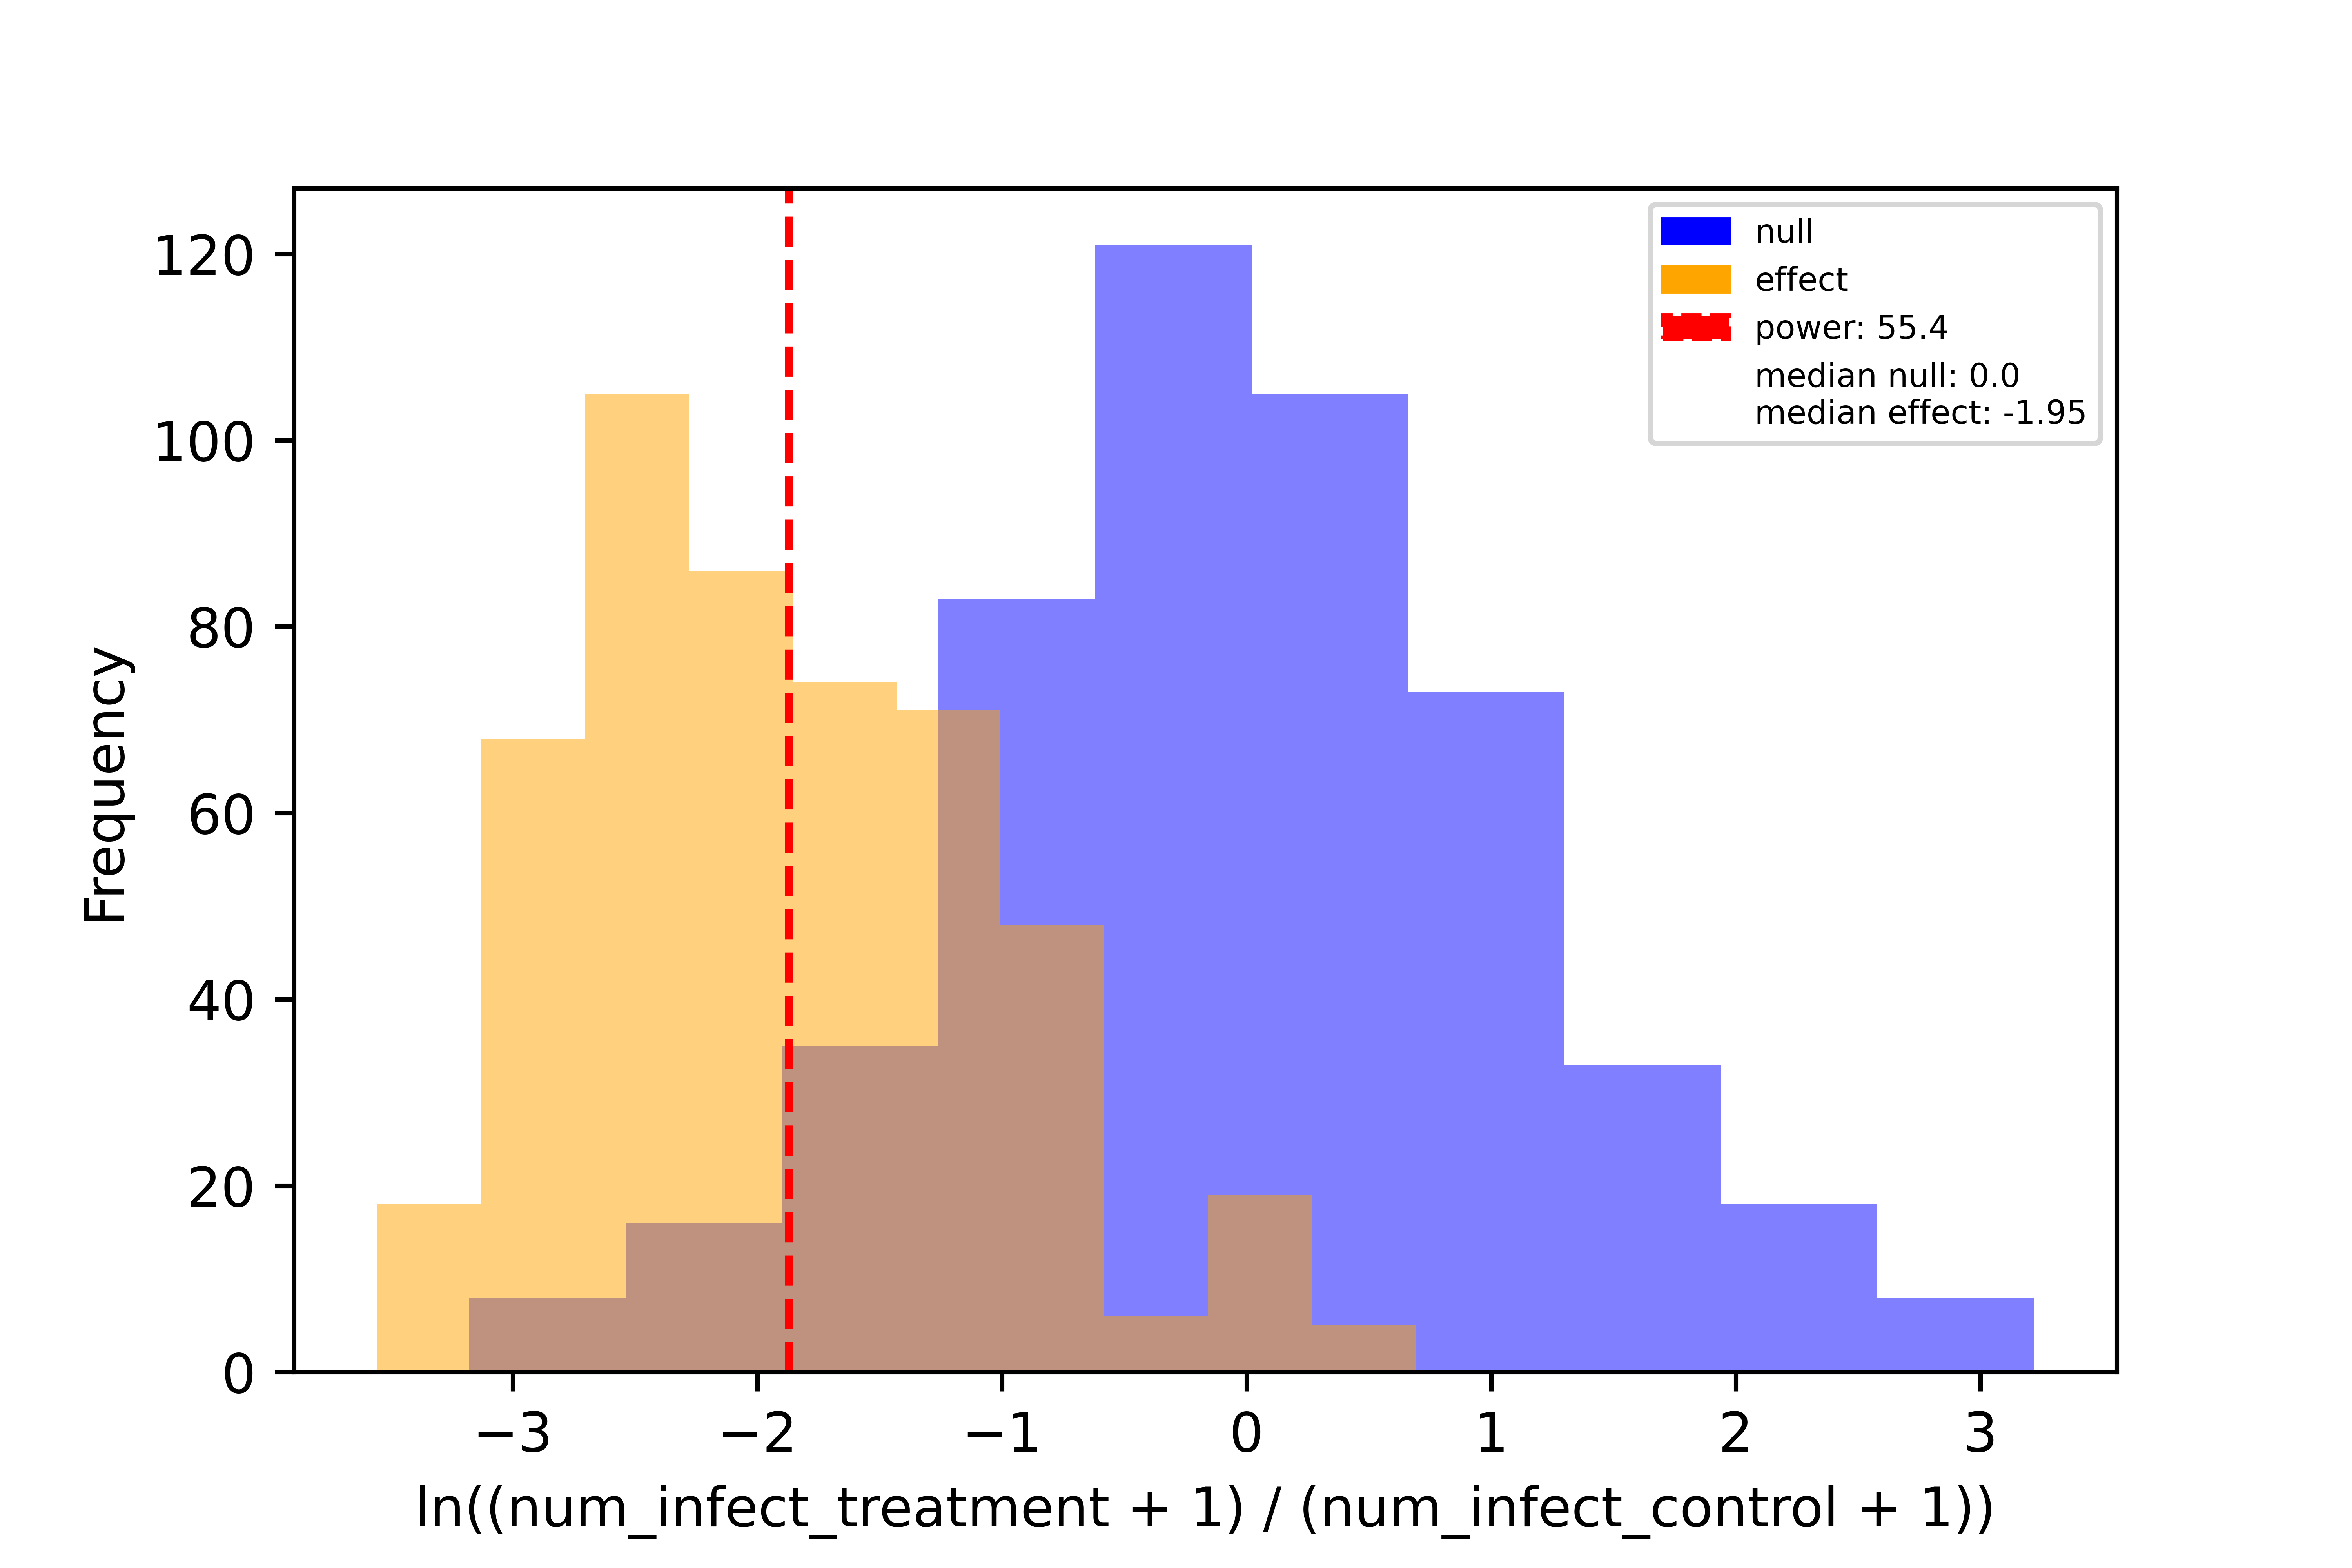 null
effect
power: 55.4
median null: 0.0
median effect: -1.95
120
100
80
60
40
20
0
Frequency
−3 −2 −1 0 1 2 3
ln((num_infect_treatment + 1) / (num_infect_control + 1))